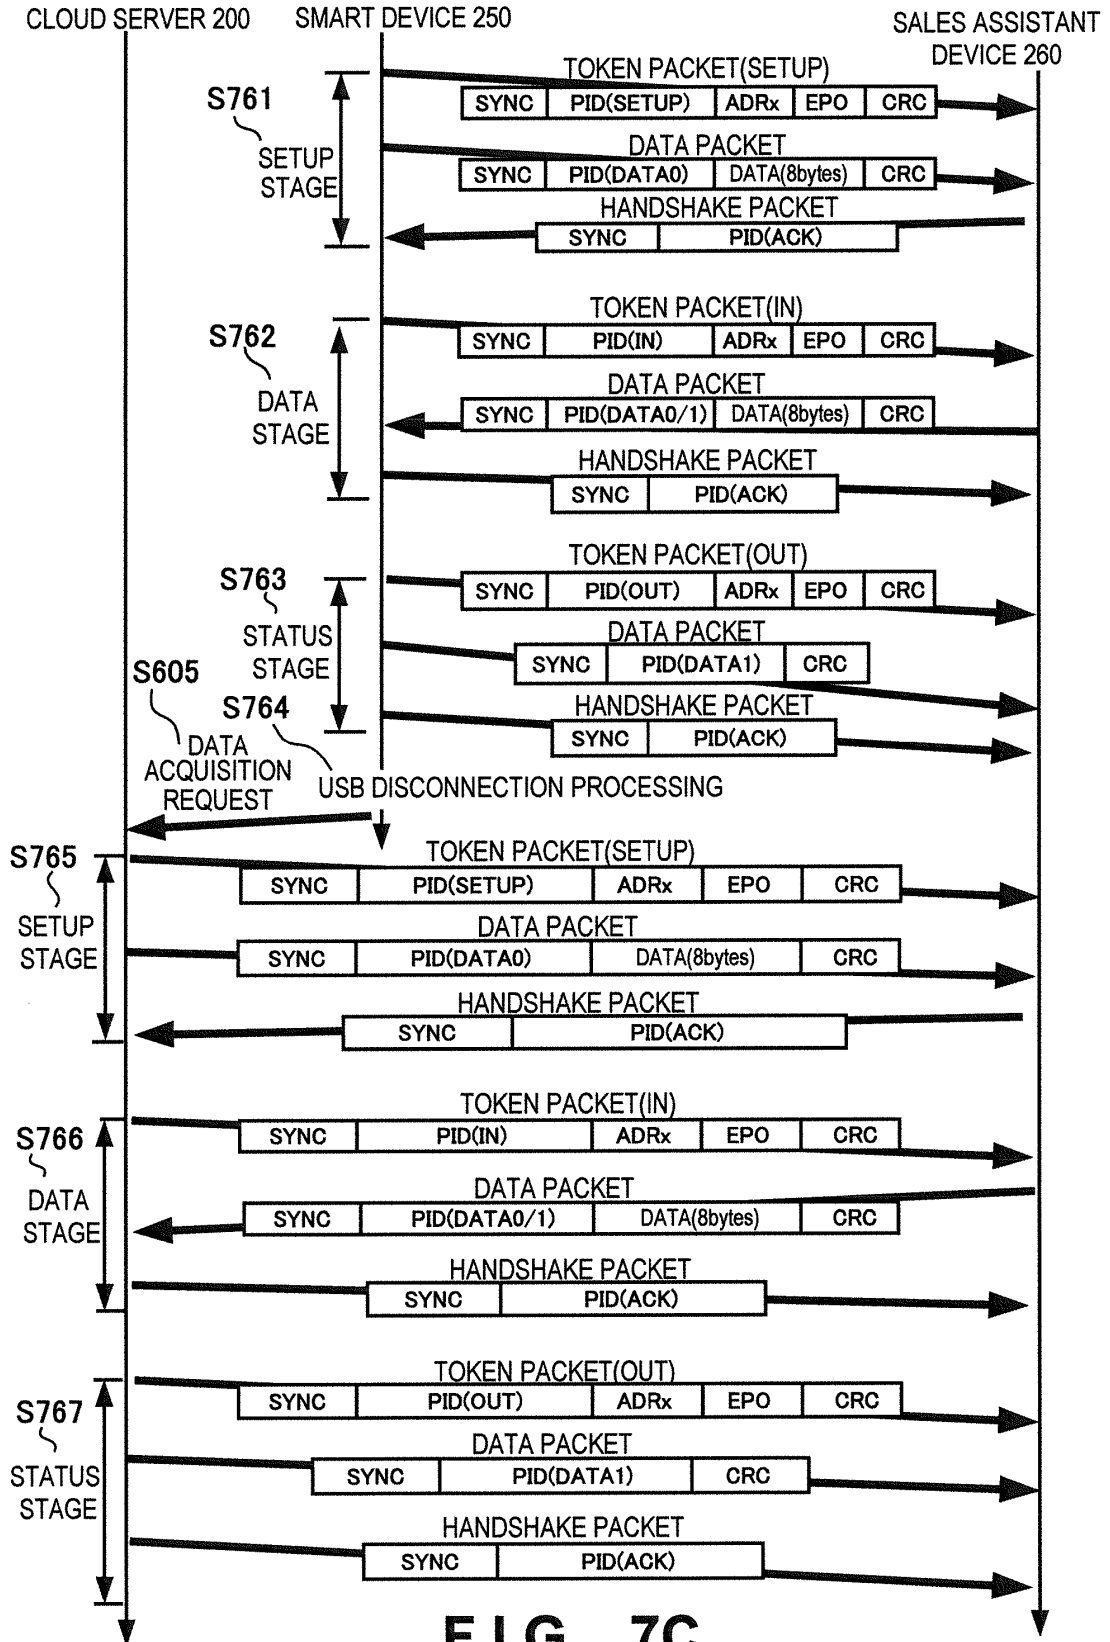 CLOUD SERVER 200
SMART DEVICE 250
SALES ASSISTANT
DEVICE 260
S761
SETUP
STAGE
TOKEN PACKET(SETUP)
SYNC PID(SETUP) ADRx EPO CRC
DATA PACKET
SYNC PID(DATA0) DATA(8bytes) CRC
HANDSHAKE PACKET
SYNC PID(ACK)
S762
DATA
STAGE
TOKEN PACKET(IN)
SYNC PID(IN) ADRx EPO CRC
DATA PACKET
SYNC PID(DATA0/1) DATA(8bytes) CRC
HANDSHAKE PACKET
SYNC PID(ACK)
S763
STATUS
STAGE
TOKEN PACKET(OUT)
SYNC PID(OUT) ADRx EPO CRC
DATA PACKET
SYNC PID(DATA1) CRC
HANDSHAKE PACKET
SYNC PID(ACK)
S605
DATA
ACQUISITION
REQUEST
S764
USB DISCONNECTION PROCESSING
S765
SETUP
STAGE
TOKEN PACKET(SETUP)
SYNC PID(SETUP) ADRx EPO CRC
DATA PACKET
SYNC PID(DATA0) DATA(8bytes) CRC
HANDSHAKE PACKET
SYNC PID(ACK)
S766
DATA
STAGE
TOKEN PACKET(IN)
SYNC PID(IN) ADRx EPO CRC
DATA PACKET
SYNC PID(DATA0/1) DATA(8bytes) CRC
HANDSHAKE PACKET
SYNC PID(ACK)
S767
STATUS
STAGE
TOKEN PACKET(OUT)
SYNC PID(OUT) ADRx EPO CRC
DATA PACKET
SYNC PID(DATA1) CRC
HANDSHAKE PACKET
SYNC PID(ACK)
FIG. 7C